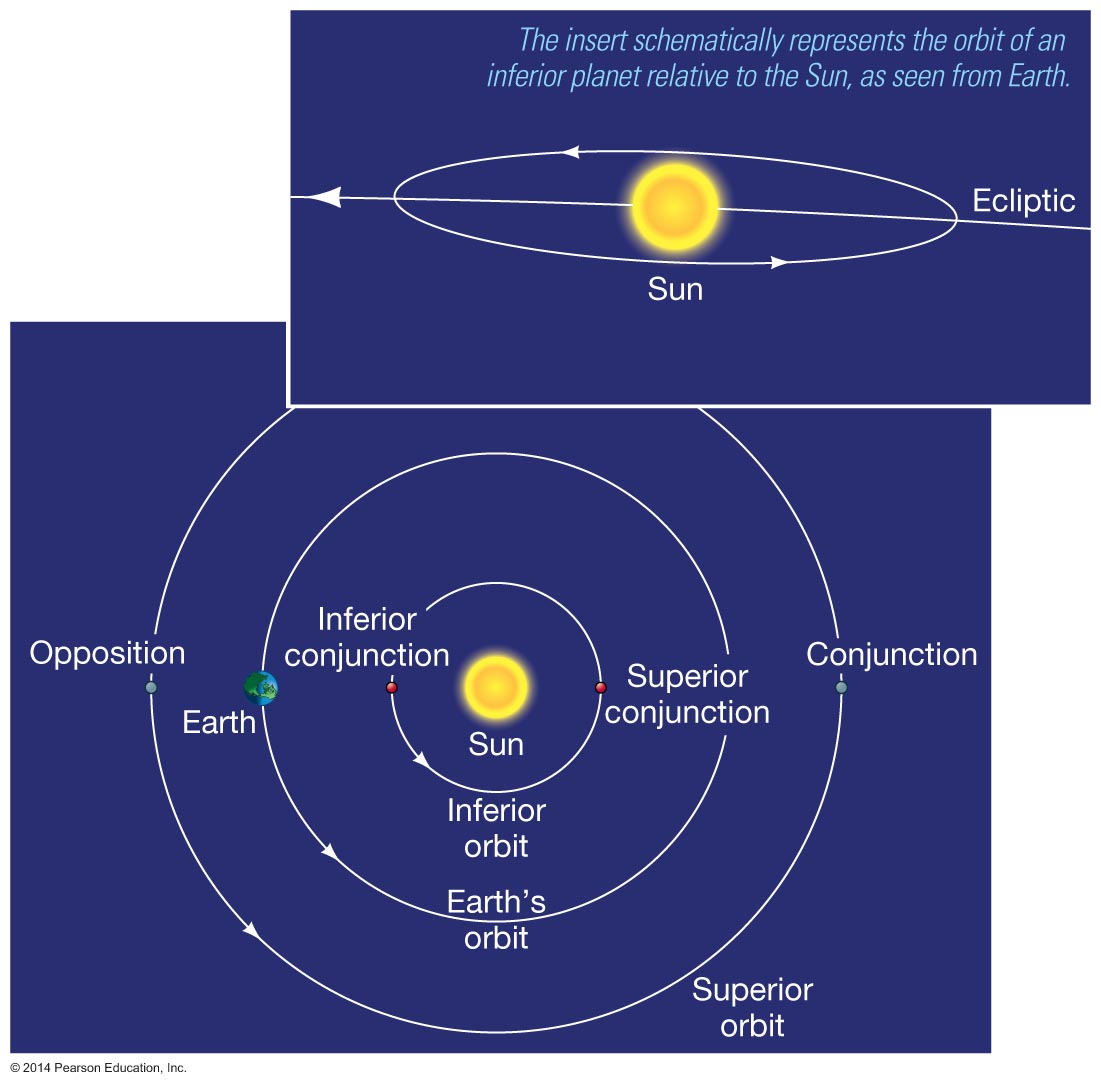 The insert schematically represents the orbit of an
inferior planet relative to the Sun, as seen from Earth.
Ecliptic
Sun
Inferior
conjunction
Opposition
Conjunction
Superior
conjunction
Earth
Sun
Inferior
orbit
Earth’s
orbit
Superior
orbit
© 2014 Pearson Education, Inc.